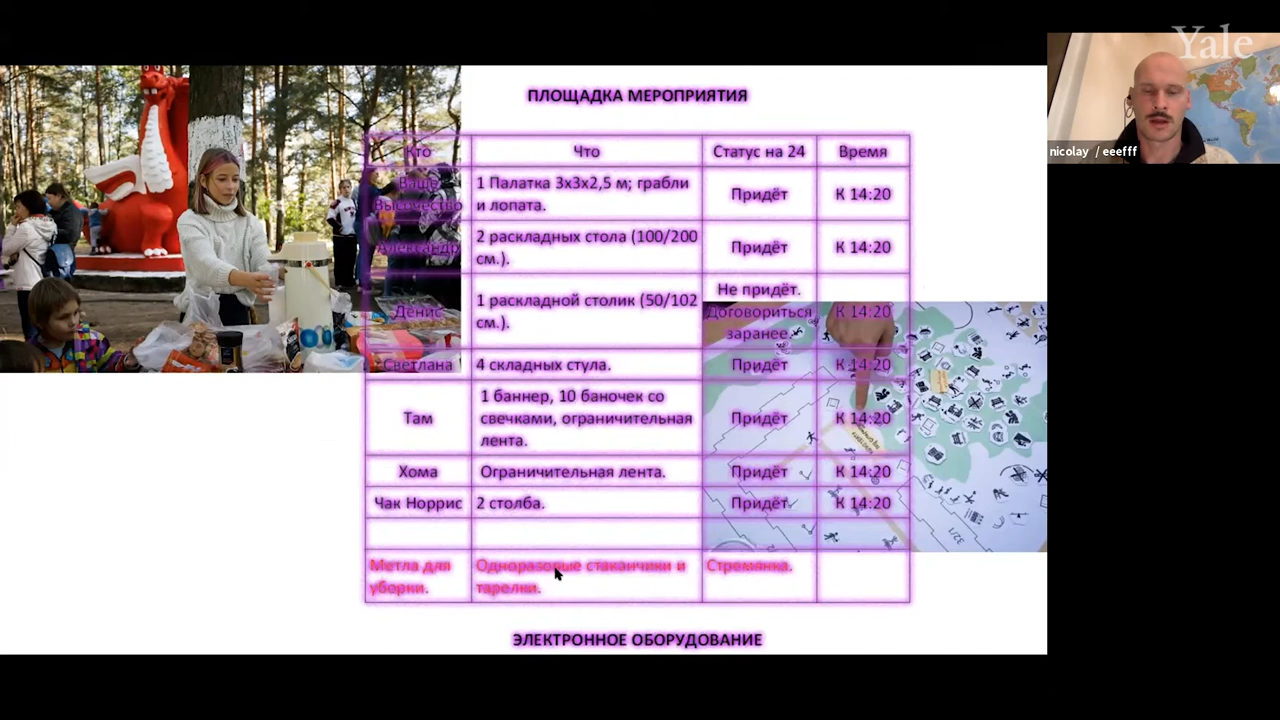 Yale
nicolay / eeefff
ПЛОЩАДКА МЕРОПРИЯТИЯ
Кто Что Статус на 24 Время
Ваше
Высочество
1 Палатка 3х3х2,5 м; грабли
и лопата.
Придёт К 14:20
Александр
2 раскладных стола (100/200
см.).
Придёт К 14:20
Денис
1 раскладной столик (50/102
см.).
Не придёт.
Договориться
заранее.
К 14:20
Светлана 4 складных стула. Придёт К 14:20
Там
1 баннер, 10 баночек со
свечками, ограничительная
лента.
Придёт К 14:20
Хома Ограничительная лента. Придёт К 14:20
Чак Норрис 2 столба. Придёт К 14:20
Метла для
уборки.
Одноразовые стаканчики и
тарелки.
Стремянка.
ЭЛЕКТРОННОЕ ОБОРУДОВАНИЕ